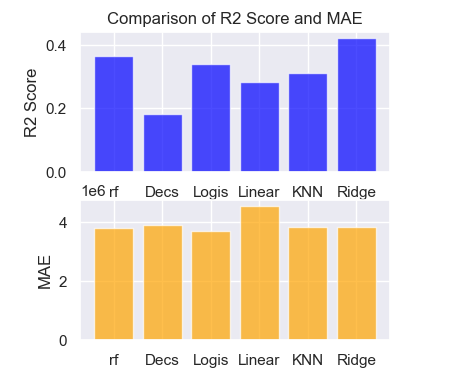 Comparison of R2 Score and MAE
R2 Score
0.4
0.2
0.0
rf Decs Logis Linear KNN Ridge
1e6
MAE
4
2
0
rf Decs Logis Linear KNN Ridge